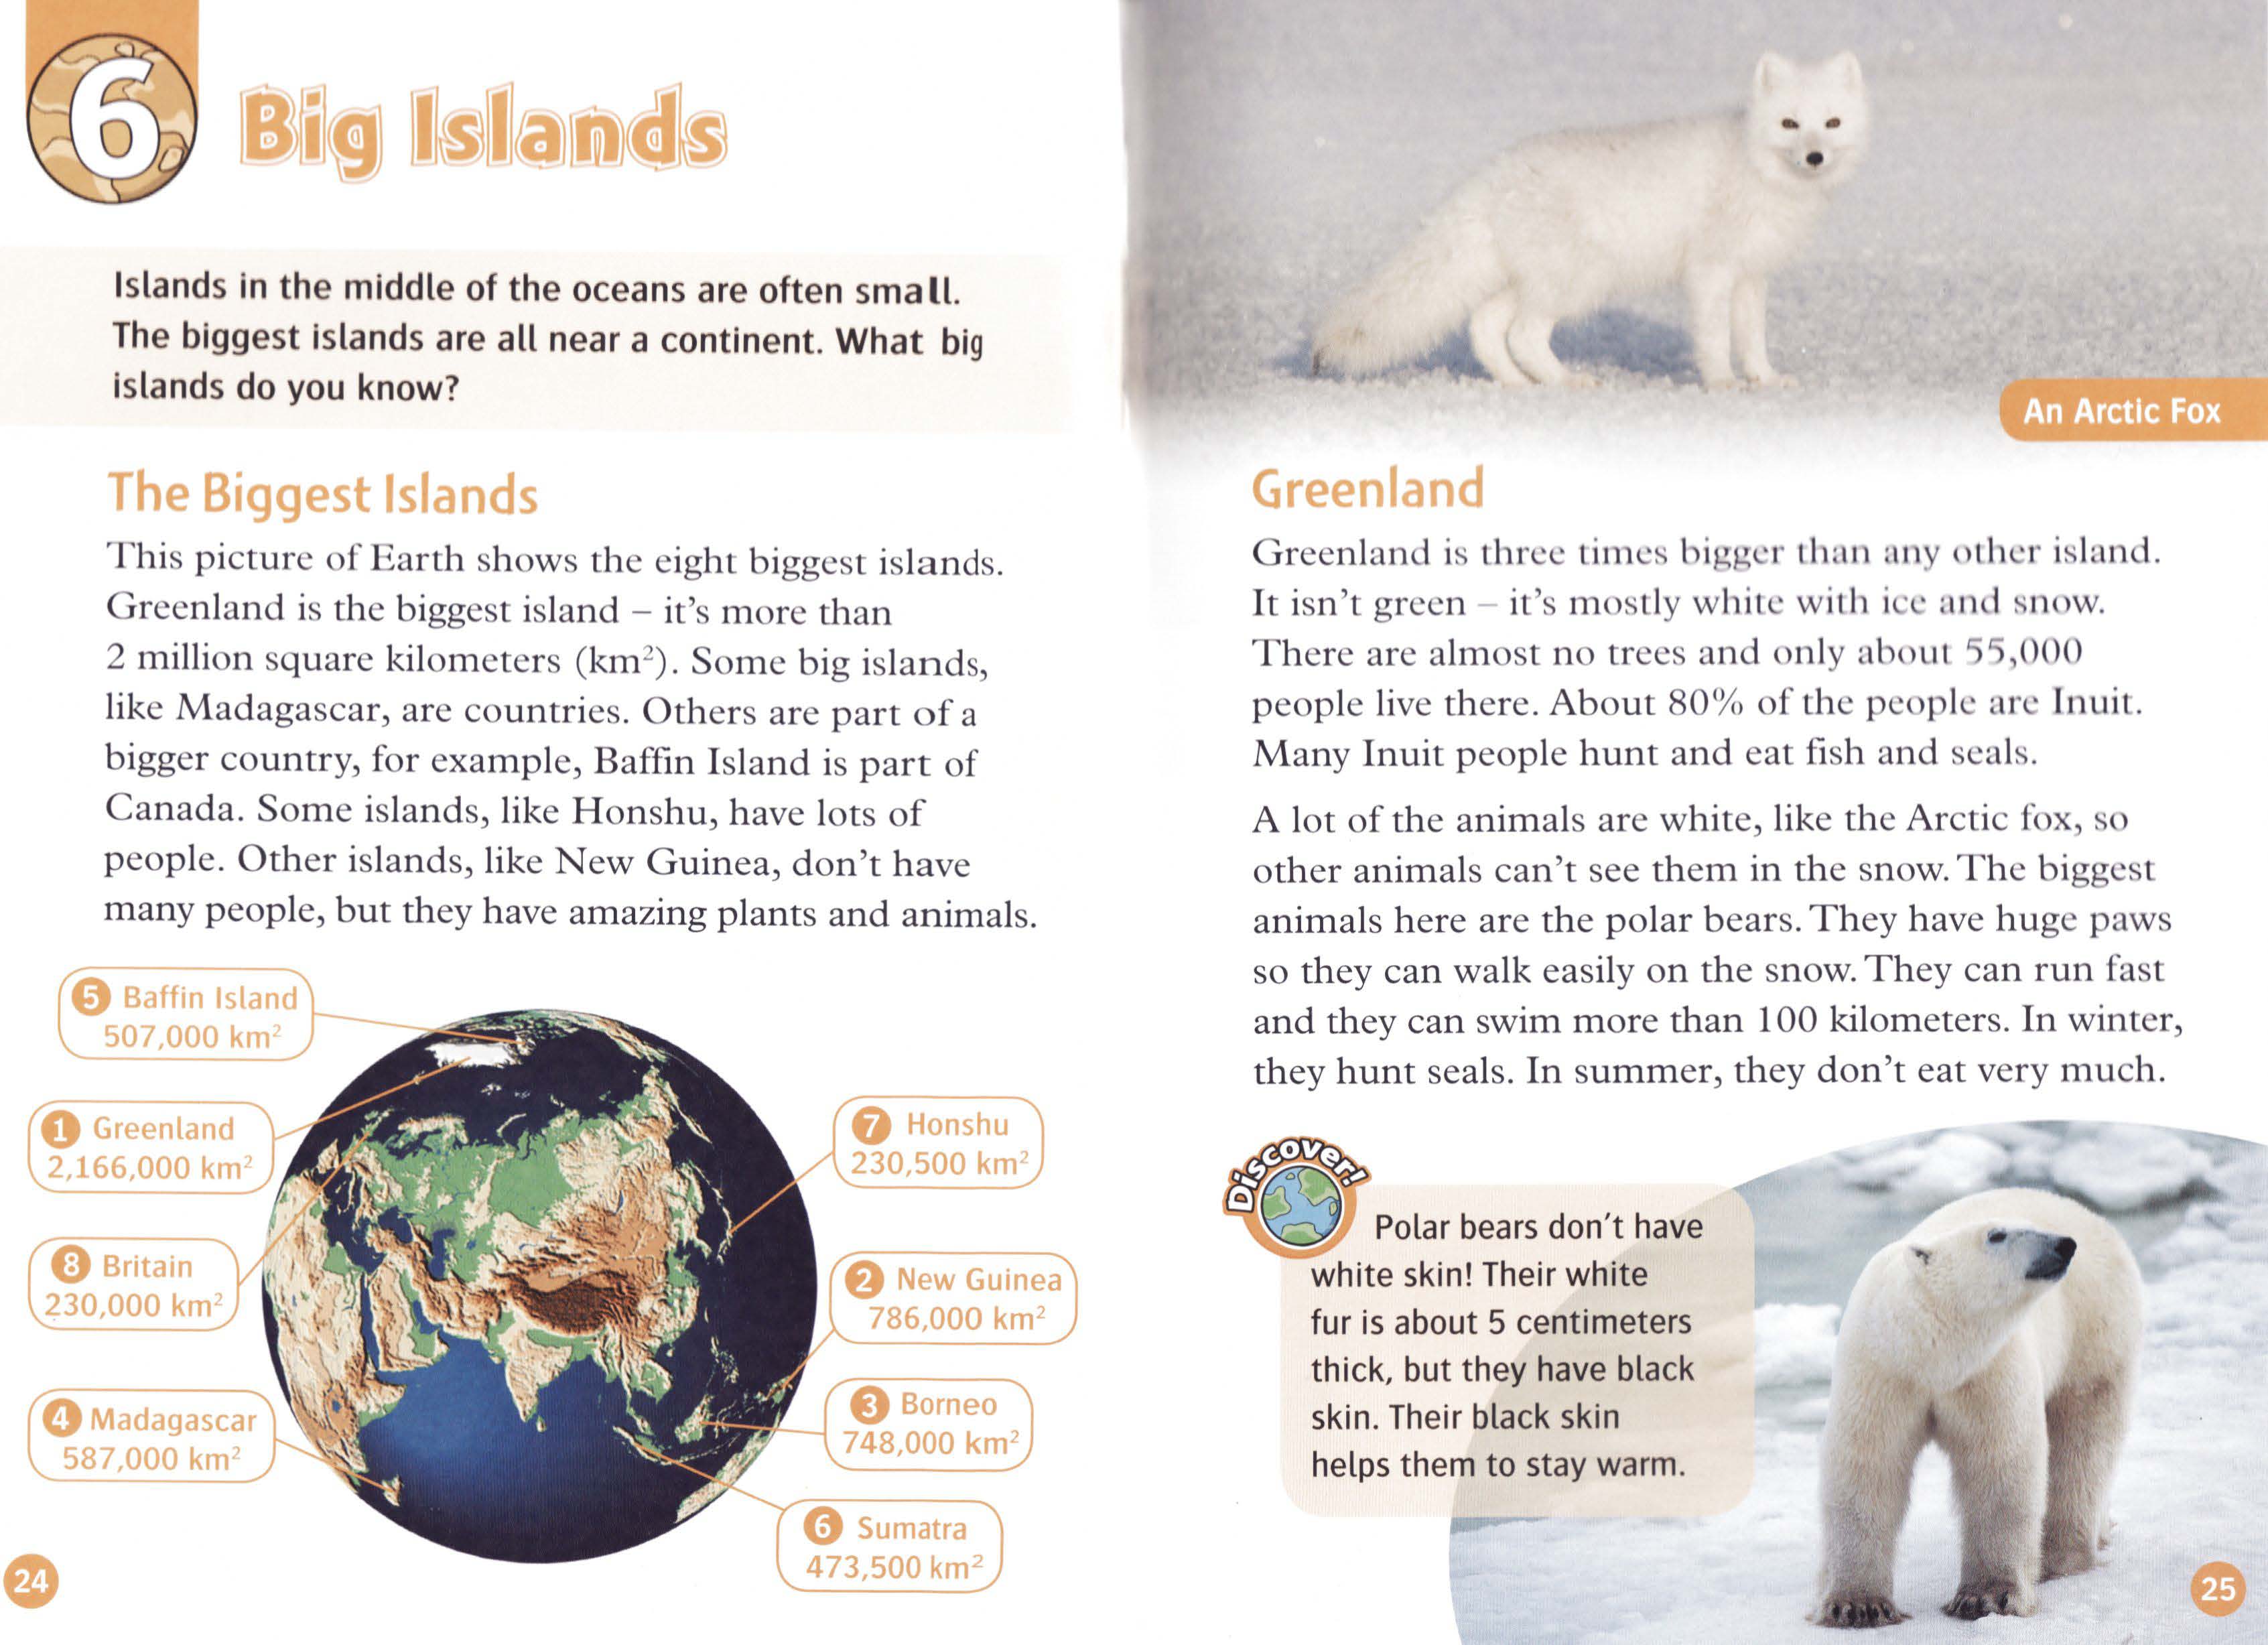 6
Big Islands
Islands in the middle of the oceans are often small.
The biggest islands are all near a continent. What big
islands do you know?
The Biggest Islands
This picture of Earth shows the eight biggest islands.
Greenland is the biggest island – it's more than
2 million square kilometers (km²). Some big islands,
like Madagascar, are countries. Others are part of a
bigger country, for example, Baffin Island is part of
Canada. Some islands, like Honshu, have lots of
people. Other islands, like New Guinea, don't have
many people, but they have amazing plants and animals.
5 Baffin Island
507,000 km²
1 Greenland
2,166,000 km²
8 Britain
230,000 km²
4 Madagascar
587,000 km²
7 Honshu
230,500 km²
2 New Guinea
786,000 km²
3 Borneo
748,000 km²
6 Sumatra
473,500 km²
24
An Arctic Fox
Greenland
Greenland is three times bigger than any other island.
It isn't green – it's mostly white with ice and snow.
There are almost no trees and only about 55,000
people live there. About 80% of the people are Inuit.
Many Inuit people hunt and eat fish and seals.
A lot of the animals are white, like the Arctic fox, so
other animals can't see them in the snow. The biggest
animals here are the polar bears. They have huge paws
so they can walk easily on the snow. They can run fast
and they can swim more than 100 kilometers. In winter,
they hunt seals. In summer, they don't eat very much.
Discover!
Polar bears don't have
white skin! Their white
fur is about 5 centimeters
thick, but they have black
skin. Their black skin
helps them to stay warm.
25